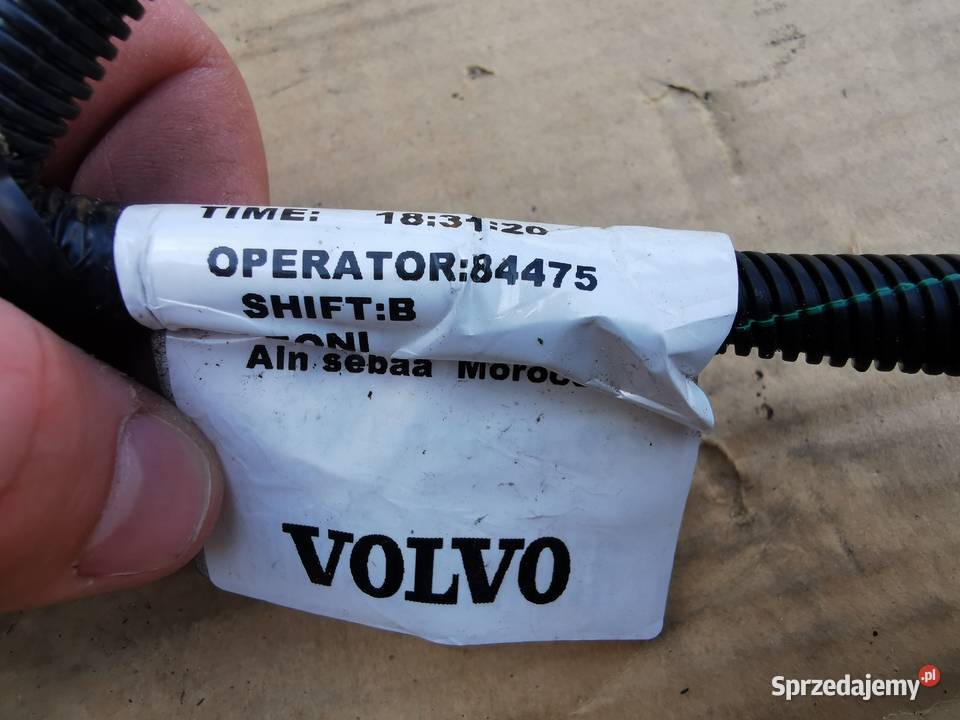 TIME: 18:31:20
OPERATOR:84475
SHIFT:B
Ain sebaa
VOLVO
Sprzedajemy.pl